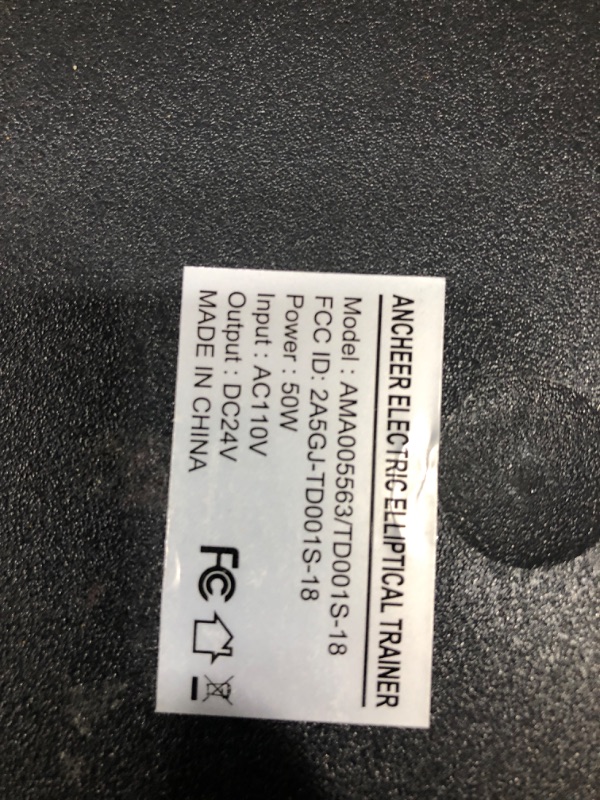 ANCHEER ELECTRIC ELLIPTICAL TRAINER
Model : AMA005563/TD001S-18
FCC ID: 2A5GJ-TD001S-18
Power : 50W
Input : AC110V
Output : DC24V
MADE IN CHINA
FC